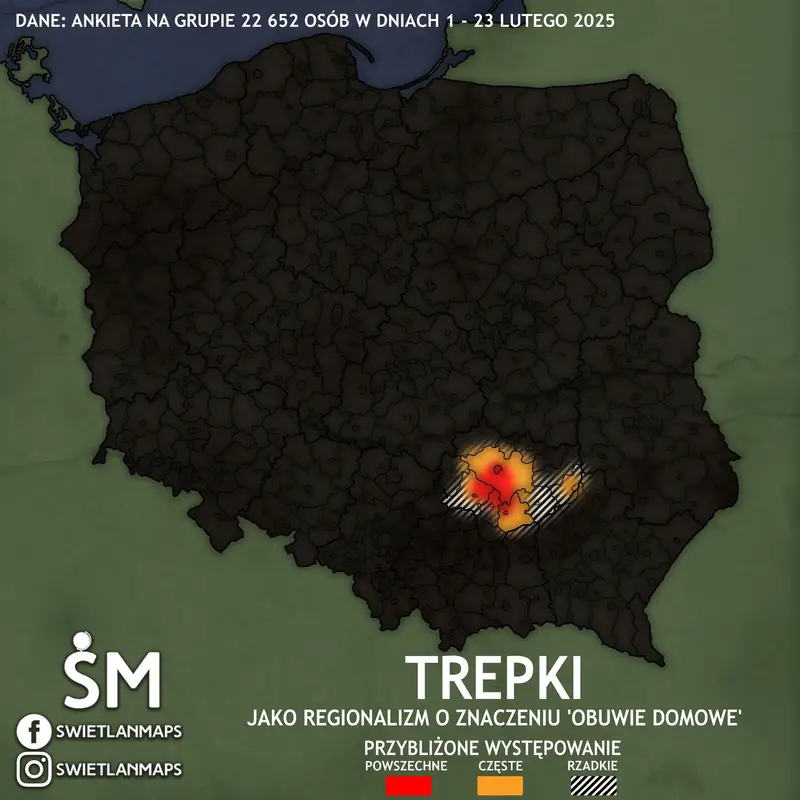 DANE: ANKIETA NA GRUPIE 22 652 OSÓB W DNIACH 1 - 23 LUTEGO 2025
ŚM
SWIETLANMAPS
SWIETLANMAPS
TREPKI
JAKO REGIONALIZM O ZNACZENIU 'OBUWIE DOMOWE'
PRZYBLIŻONE WYSTĘPOWANIE
POWSZECHNE CZĘSTE RZADKIE